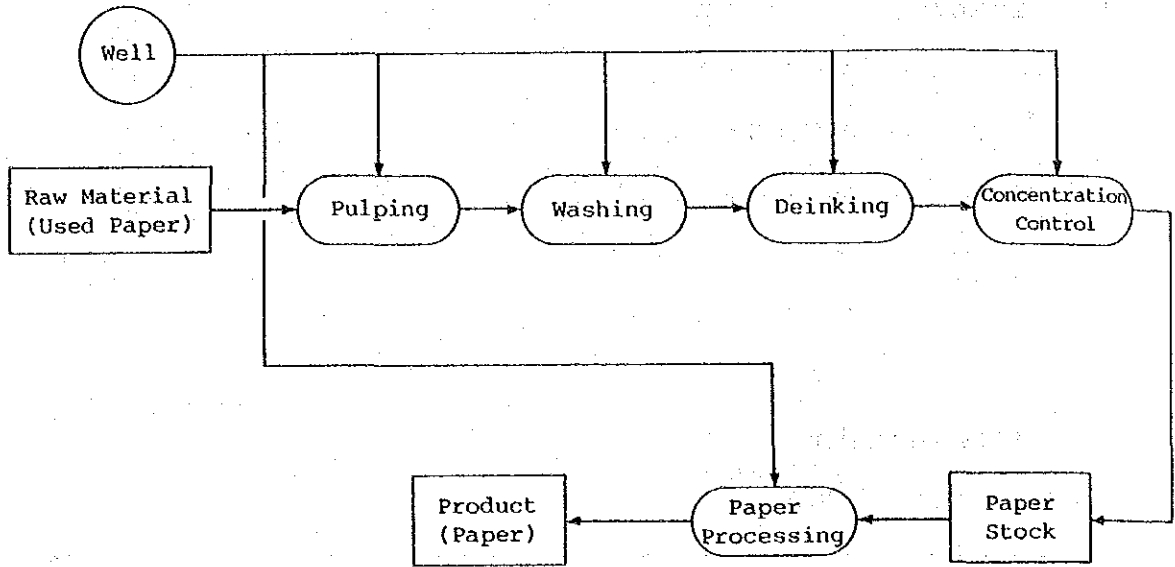 Well
Raw Material
(Used Paper)
Pulping
Washing
Deinking
Concentration
Control
Product
(Paper)
Paper
Processing
Paper
Stock